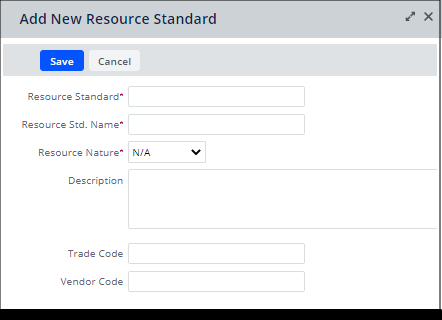 Add New Resource Standard
Save Cancel
Resource Standard*
Resource Std. Name*
Resource Nature* N/A
Description
Trade Code
Vendor Code